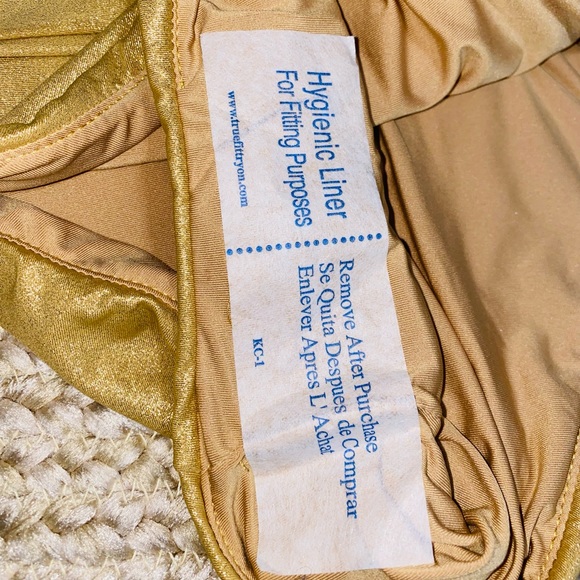 Hygienic Liner
For Fitting Purposes
www.truefittryon.com
Remove After Purchase
Se Quita Despues de Comprar
Enlever Apres L' Achat
KC-1